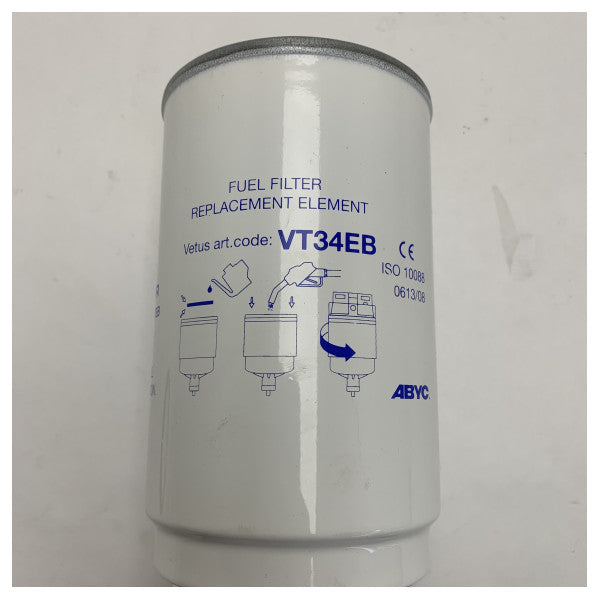 FUEL FILTER
REPLACEMENT ELEMENT
Vetus art.code: VT34EB
CE
ISO 10088
0613/08
ABYC